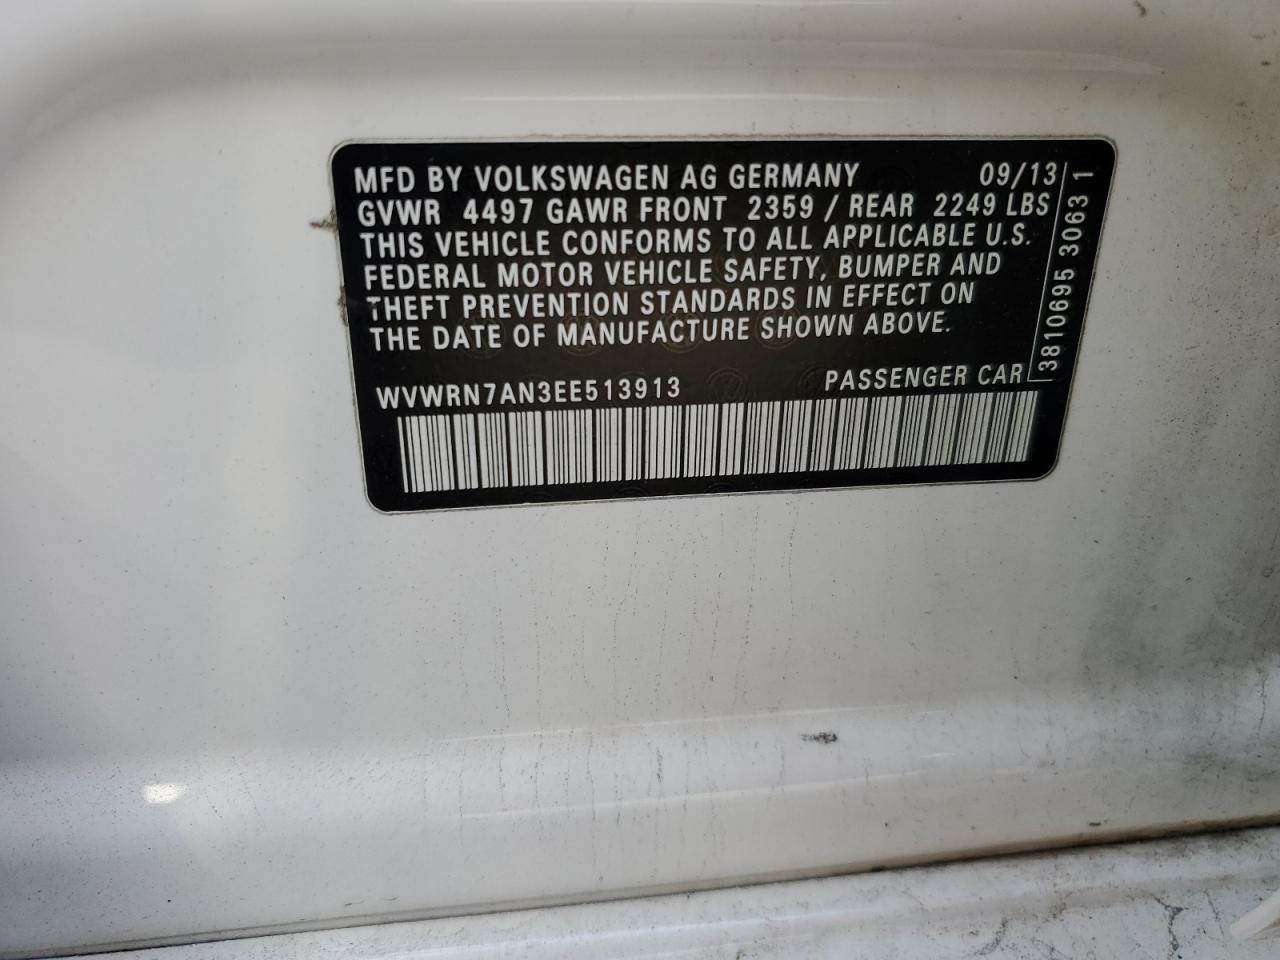 MFD BY VOLKSWAGEN AG GERMANY 09/13
GVWR 4497 GAWR FRONT 2359 / REAR 2249 LBS
THIS VEHICLE CONFORMS TO ALL APPLICABLE U.S.
FEDERAL MOTOR VEHICLE SAFETY, BUMPER AND
THEFT PREVENTION STANDARDS IN EFFECT ON
THE DATE OF MANUFACTURE SHOWN ABOVE.
WVWRN7AN3EE513913 PASSENGER CAR
3810695 3063 1